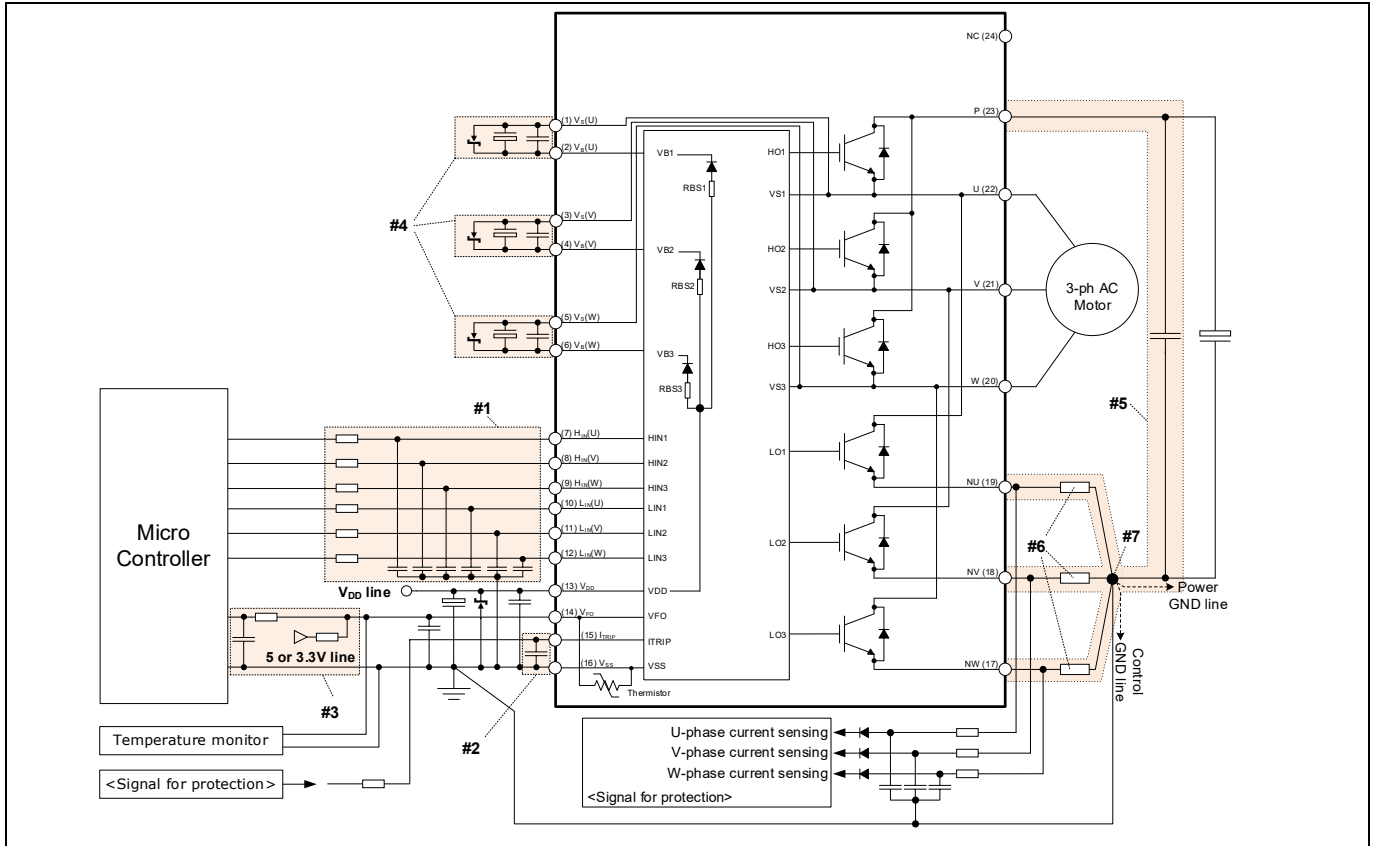 NC (24)
(1) VS(U)
(2) VB(U)
(3) VS(V)
(4) VB(V)
(5) VS(W)
(6) VB(W)
#4
VB1
RBS1
VB2
RBS2
VB3
RBS3
HO1
VS1
HO2
VS2
HO3
VS3
LO1
LO2
LO3
P (23)
U (22)
V (21)
W (20)
NU (19)
NV (18)
NW (17)
3-ph AC
Motor
#5
#6
#7
Power
GND line
Control
GND line
#1
(7) HIN(U)
(8) HIN(V)
(9) HIN(W)
(10) LIN(U)
(11) LIN(V)
(12) LIN(W)
(13) VDD
(14) VFO
(15) ITRIP
(16) VSS
HIN1
HIN2
HIN3
LIN1
LIN2
LIN3
VDD
VFO
ITRIP
VSS
Thermistor
Micro
Controller
VDD line
5 or 3.3V line
#3
#2
Temperature monitor
<Signal for protection>
U-phase current sensing
V-phase current sensing
W-phase current sensing
<Signal for protection>